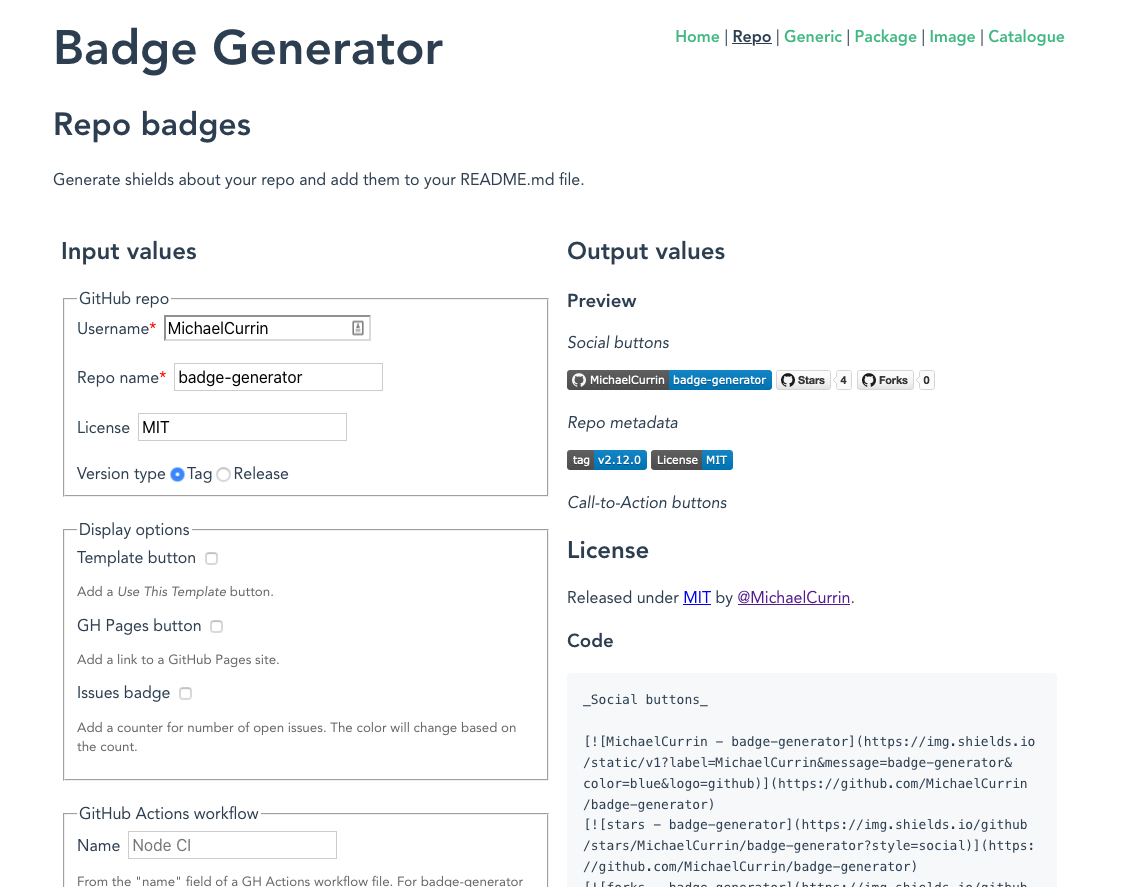 Badge Generator
Home | Repo | Generic | Package | Image | Catalogue
Repo badges
Generate shields about your repo and add them to your README.md file.
Input values
GitHub repo
Username* MichaelCurrin
Repo name* badge-generator
License MIT
Version type Tag Release
Display options
Template button
Add a Use This Template button.
GH Pages button
Add a link to a GitHub Pages site.
Issues badge
Add a counter for number of open issues. The color will change based on
the count.
GitHub Actions workflow
Name Node CI
From the "name" field of a GH Actions workflow file. For badge-generator
Output values
Preview
Social buttons
MichaelCurrin badge-generator Stars 4 Forks 0
Repo metadata
tag v2.12.0 License MIT
Call-to-Action buttons
License
Released under MIT by @MichaelCurrin.
Code
_Social buttons_
[![MichaelCurrin - badge-generator](https://img.shields.io
/static/v1?label=MichaelCurrin&message=badge-generator&
color=blue&logo=github)](https://github.com/MichaelCurrin
/badge-generator)
[![stars - badge-generator](https://img.shields.io/github
/stars/MichaelCurrin/badge-generator?style=social)](https:
//github.com/MichaelCurrin/badge-generator)
[![forks - badge-generator](https://img.shields.io/github